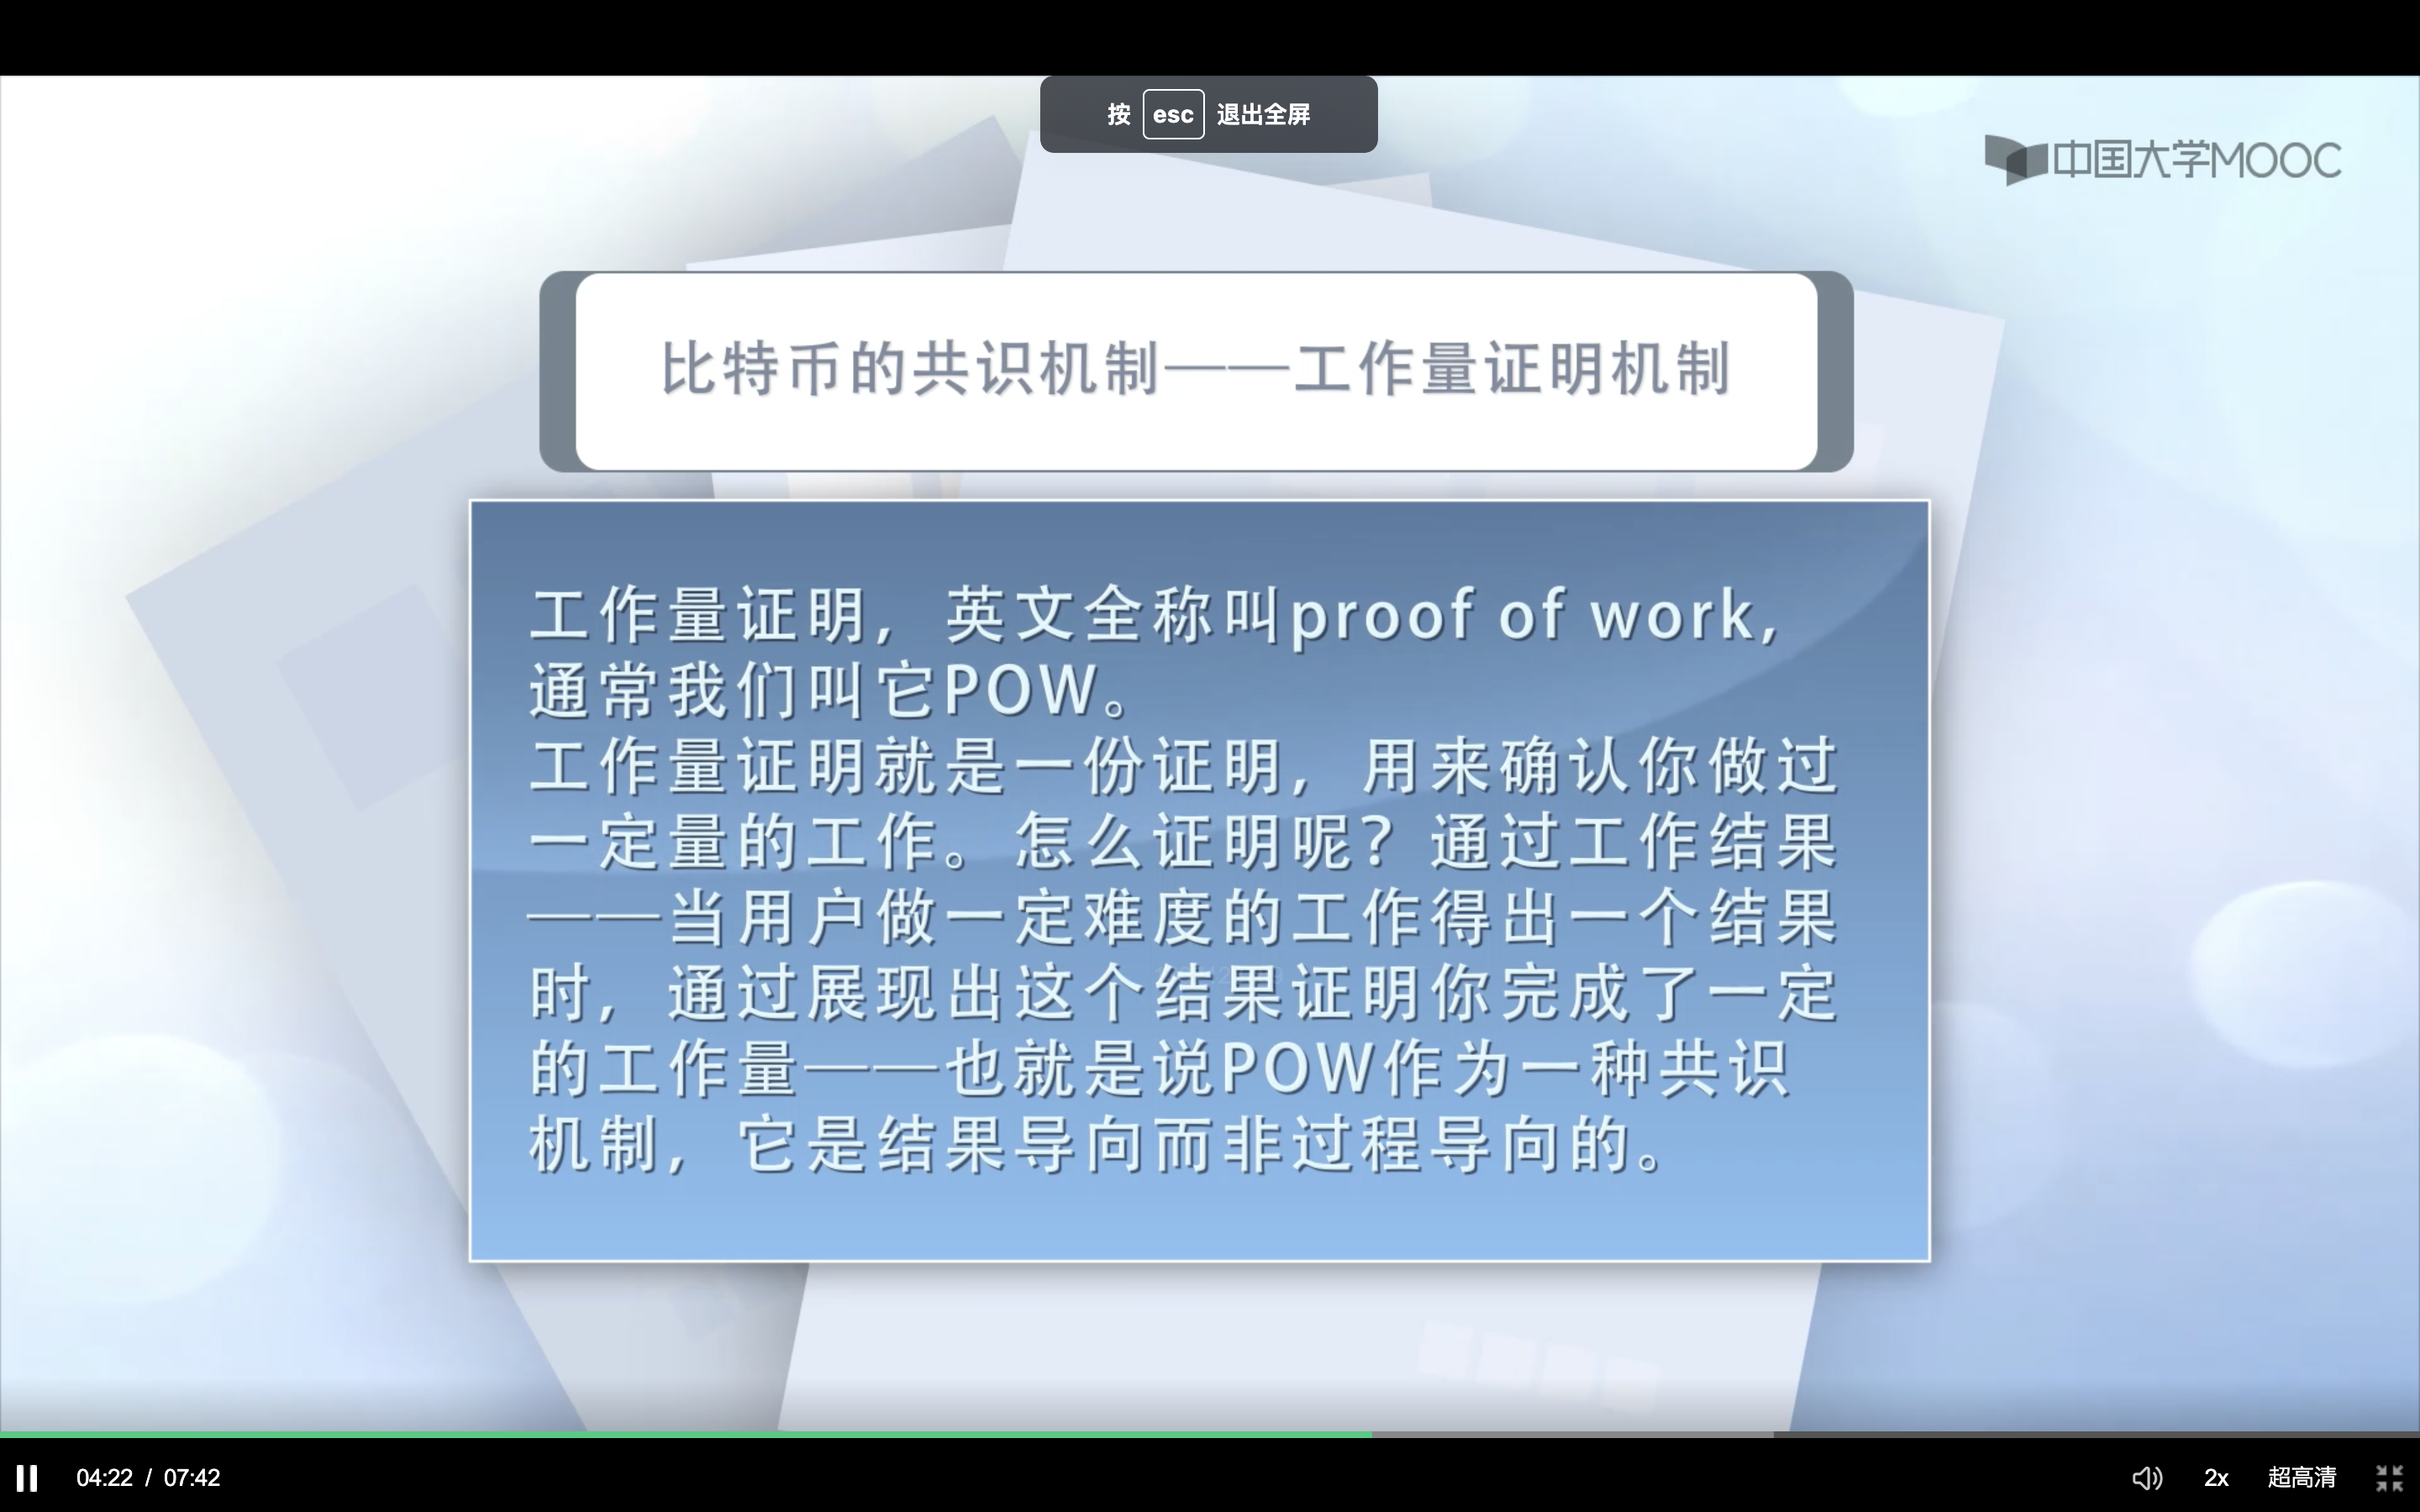 按 esc 退出全屏
中国大学MOOC
比特币的共识机制——工作量证明机制
工作量证明，英文全称叫proof of work,
通常我们叫它POW。
工作量证明就是一份证明，用来确认你做过
一定量的工作。怎么证明呢？通过工作结果
——当用户做一定难度的工作得出一个结果
时，通过展现出这个结果证明你完成了一定
的工作量——也就是说POW作为一种共识
机制，它是结果导向而非过程导向的。
04:22 / 07:42
2x
超高清